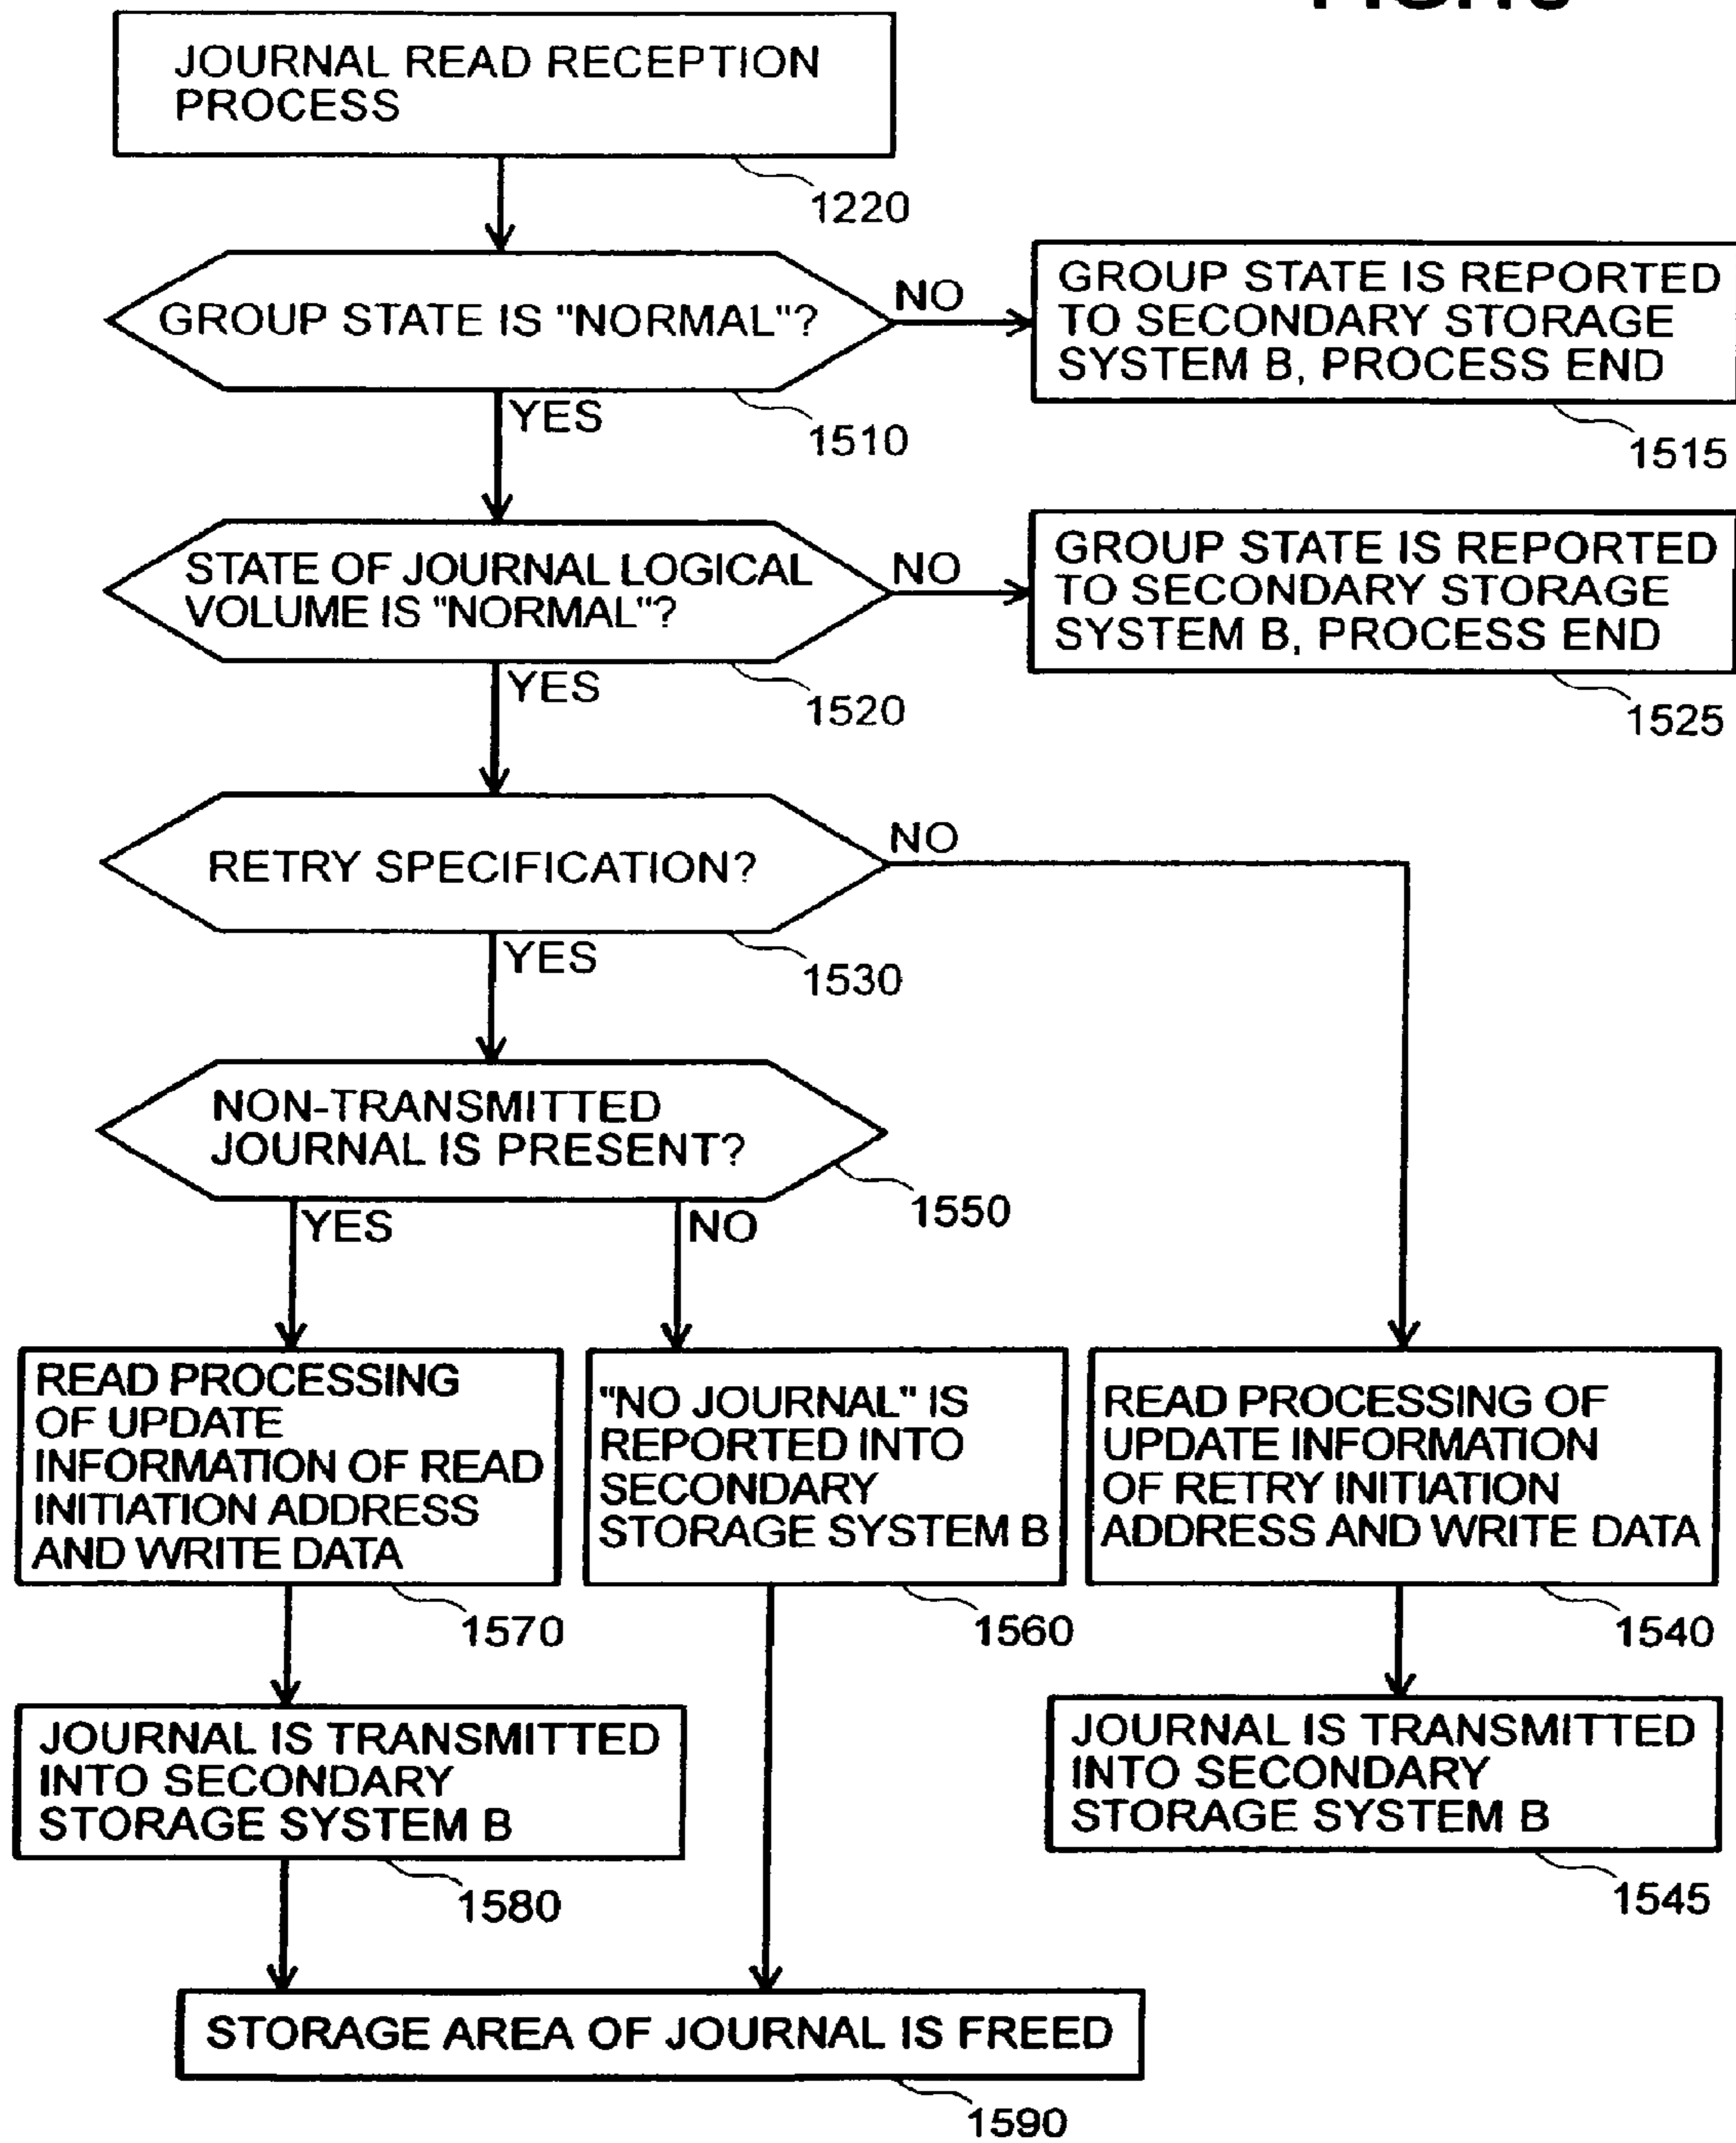 JOURNAL READ RECEPTION
PROCESS
1220
GROUP STATE IS "NORMAL"?
NO
GROUP STATE IS REPORTED
TO SECONDARY STORAGE
SYSTEM B, PROCESS END
YES
1510
1515
STATE OF JOURNAL LOGICAL
VOLUME IS "NORMAL"?
NO
GROUP STATE IS REPORTED
TO SECONDARY STORAGE
SYSTEM B, PROCESS END
YES
1520
1525
RETRY SPECIFICATION?
NO
YES
1530
NON-TRANSMITTED
JOURNAL IS PRESENT?
1550
YES
NO
READ PROCESSING
OF UPDATE
INFORMATION OF READ
INITIATION ADDRESS
AND WRITE DATA
1570
"NO JOURNAL" IS
REPORTED INTO
SECONDARY
STORAGE SYSTEM B
1560
READ PROCESSING OF
UPDATE INFORMATION
OF RETRY INITIATION
ADDRESS AND WRITE DATA
1540
JOURNAL IS TRANSMITTED
INTO SECONDARY
STORAGE SYSTEM B
1580
JOURNAL IS TRANSMITTED
INTO SECONDARY
STORAGE SYSTEM B
1545
STORAGE AREA OF JOURNAL IS FREED
1590